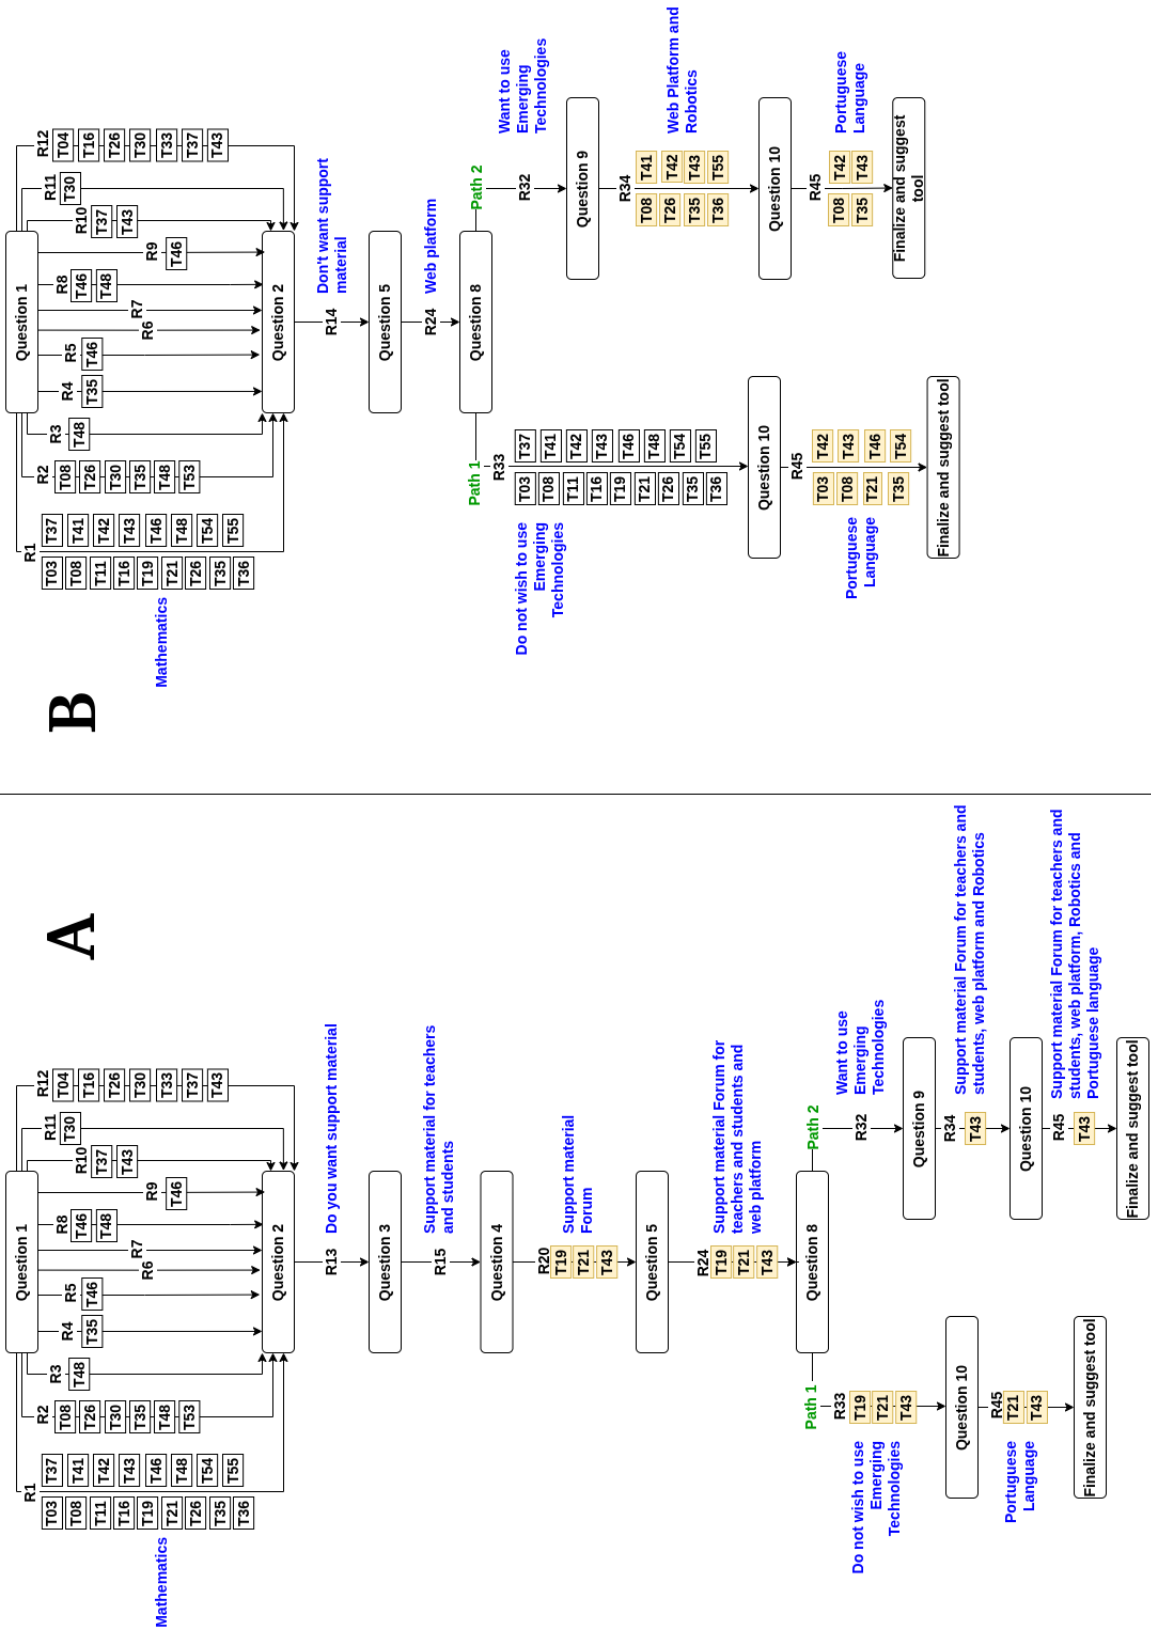 A
Question 1
R1
T03
T08
T11
T16
T19
T21
T26
T35
T36
T37
T41
T42
T43
T46
T48
T54
T55
Mathematics
R2
T08
T26
T30
T35
T48
T53
R3
T48
R4
T35
R5
T46
R6
R7
R8
T46
T48
R9
T46
R10
T37
T43
R11
T30
R12
T04
T16
T26
T30
T33
T37
T43
Question 2
R13
Do you want support material
Question 3
R15
Support material for teachers
and students
Question 4
R20
T19
T21
T43
Support material
Forum
Question 5
R24
T19
T21
T43
Support material Forum for
teachers and students and
web platform
Question 8
Path 1
R33
T19
T21
T43
Do not wish to use
Emerging
Technologies
Question 10
R45
T21
T43
Portuguese
Language
Finalize and suggest tool
Path 2
R32
Want to use
Emerging
Technologies
Question 9
R34
T43
Support material Forum for teachers and
students, web platform and Robotics
Question 10
R45
T43
Support material Forum for teachers and
students, web platform, Robotics and
Portuguese language
Finalize and suggest tool
B
Question 1
R1
T03
T08
T11
T16
T19
T21
T26
T35
T36
T37
T41
T42
T43
T46
T48
T54
T55
Mathematics
R2
T08
T26
T30
T35
T48
T53
R3
T48
R4
T35
R5
T46
R6
R7
R8
T46
T48
R9
T46
R10
T37
T43
R11
T30
R12
T04
T16
T26
T30
T33
T37
T43
Question 2
R14
Don't want support
material
Question 5
R24
Web platform
Question 8
Path 1
R33
T03
T08
T11
T16
T19
T21
T26
T35
T36
T37
T41
T42
T43
T46
T48
T54
T55
Do not wish to use
Emerging
Technologies
Question 10
R45
T03
T08
T21
T35
T42
T43
T46
T54
Portuguese
Language
Finalize and suggest tool
Path 2
R32
Want to use
Emerging
Technologies
Question 9
R34
T08
T26
T35
T36
T41
T42
T43
T55
Web Platform and
Robotics
Question 10
R45
T08
T35
T42
T43
Portuguese
Language
Finalize and suggest
tool